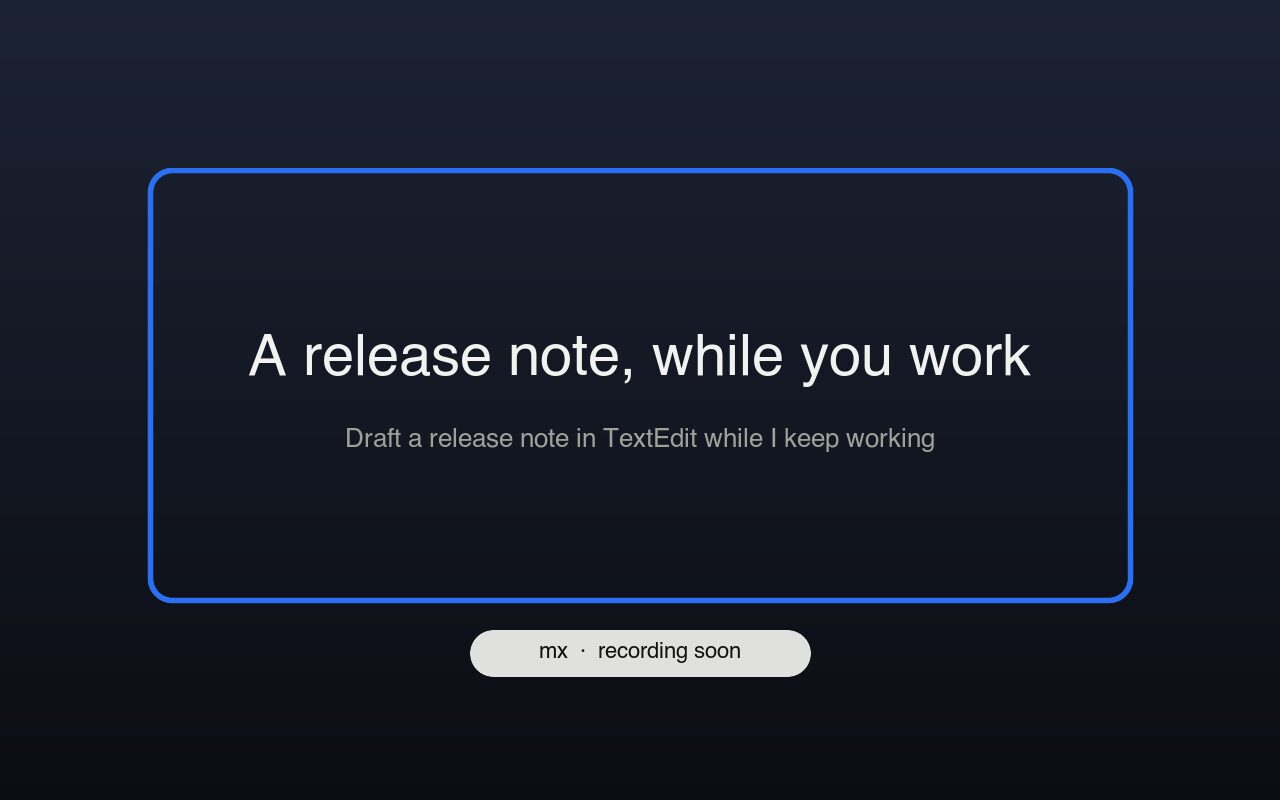 A release note, while you work
Draft a release note in TextEdit while I keep working
mx · recording soon